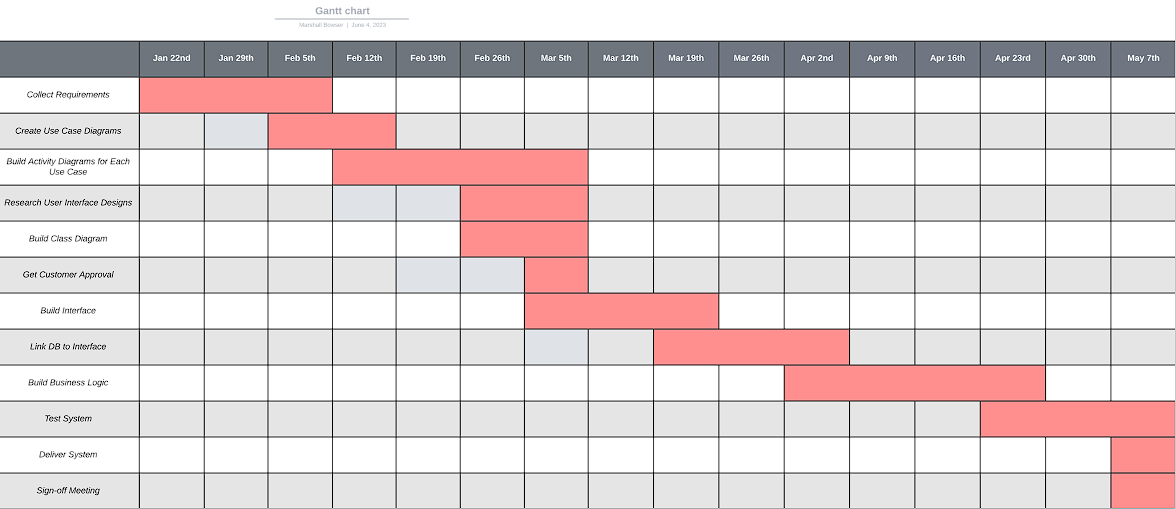 Gantt chart
Marshall Bowser | June 4, 2023
Jan 22nd Jan 29th Feb 5th Feb 12th Feb 19th Feb 26th Mar 5th Mar 12th Mar 19th Mar 26th Apr 2nd Apr 9th Apr 16th Apr 23rd Apr 30th May 7th
Collect Requirements
Create Use Case Diagrams
Build Activity Diagrams for Each
Use Case
Research User Interface Designs
Build Class Diagram
Get Customer Approval
Build Interface
Link DB to Interface
Build Business Logic
Test System
Deliver System
Sign-off Meeting